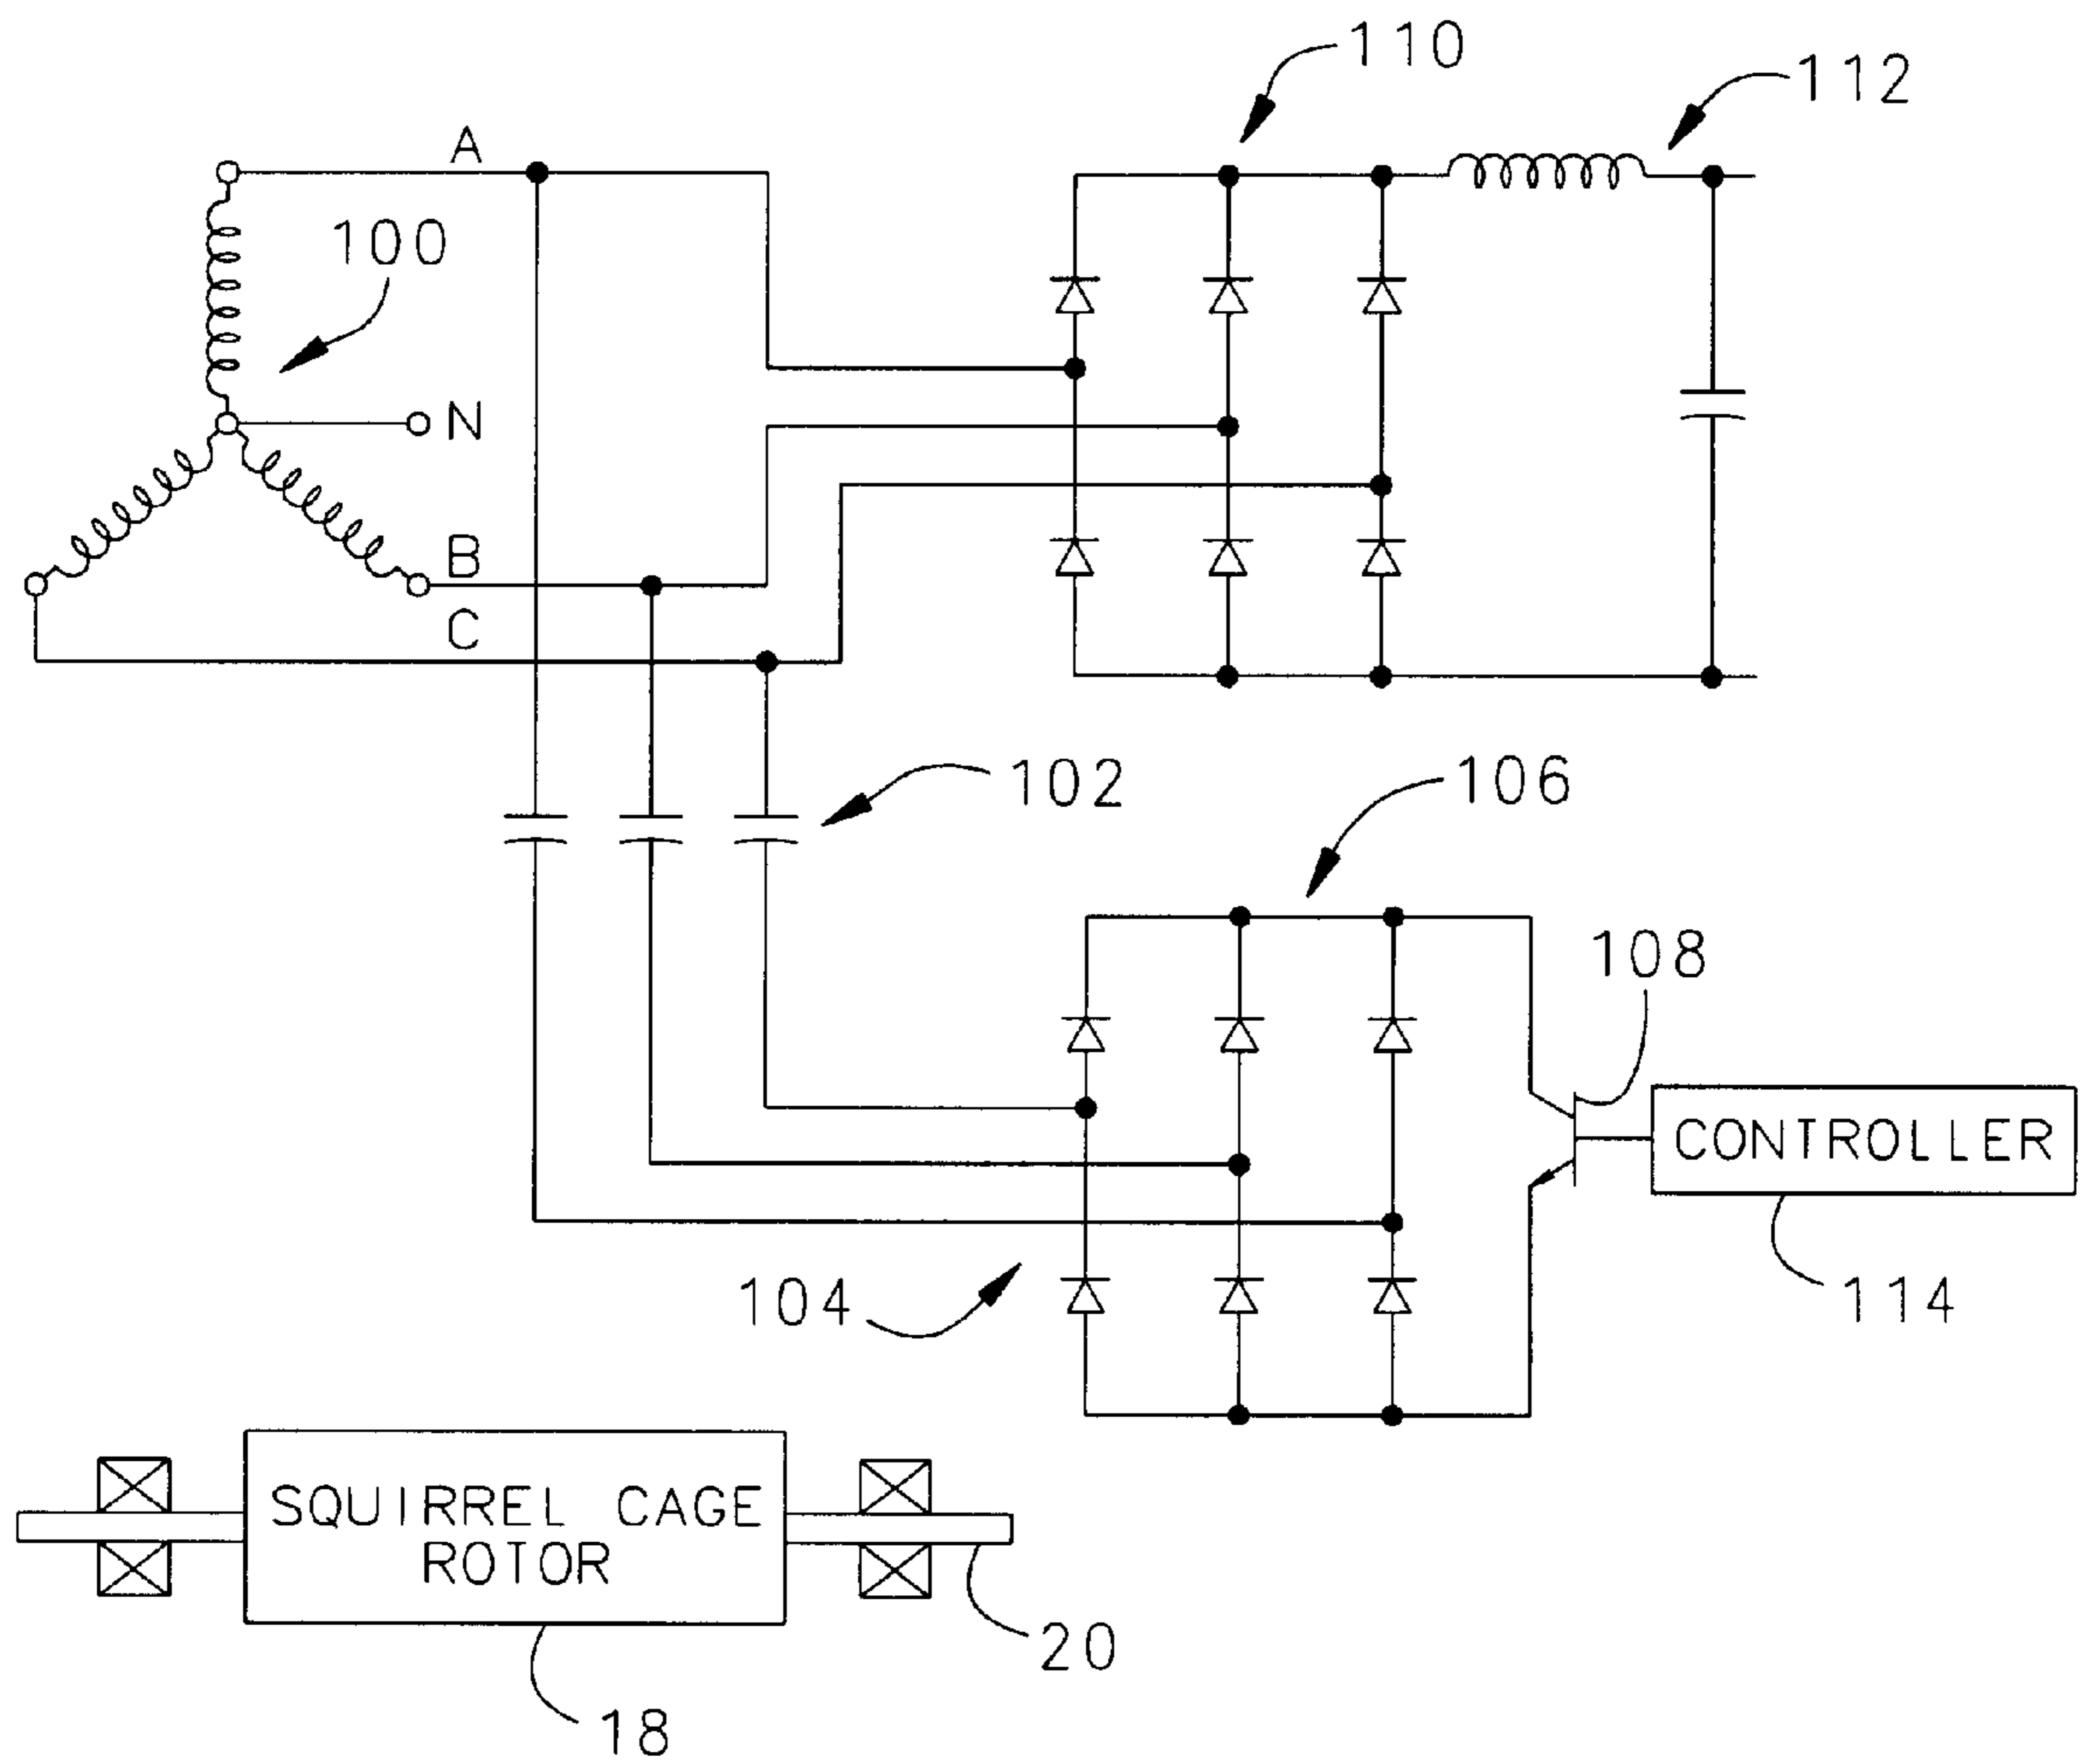 110
112
A
100
N
B
C
102
106
108
CONTROLLER
104
114
SQUIRREL CAGE
ROTOR
20
18